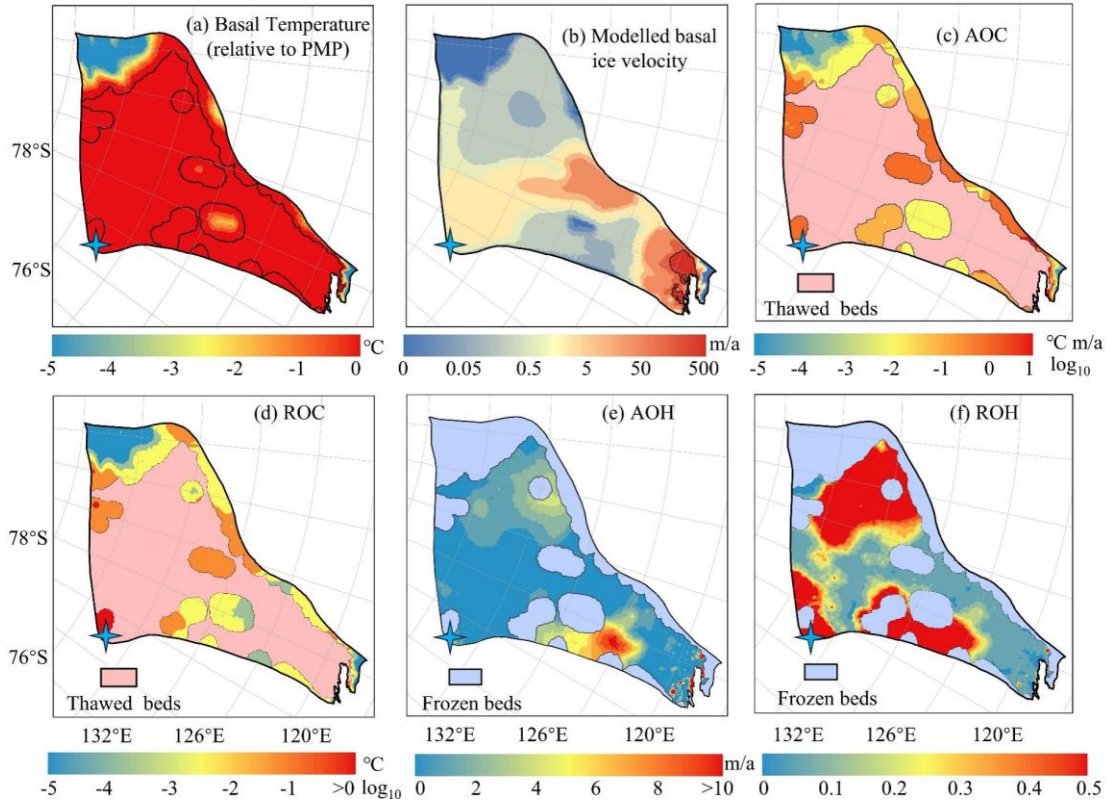 (a) Basal Temperature
(relative to PMP)
(b) Modelled basal
ice velocity
(c) AOC
78°S
76°S
Thawed beds
°C
-5 -4 -3 -2 -1 0
m/a
0 0.05 0.5 5 50 500
°C m/a
-5 -4 -3 -2 -1 0 1 log₁₀
(d) ROC
(e) AOH
(f) ROH
78°S
76°S
Thawed beds
Frozen beds
Frozen beds
132°E 126°E 120°E
132°E 126°E 120°E
132°E 126°E 120°E
°C
-5 -4 -3 -2 -1 >0 log₁₀
m/a
0 2 4 6 8 >10
0 0.1 0.2 0.3 0.4 0.5